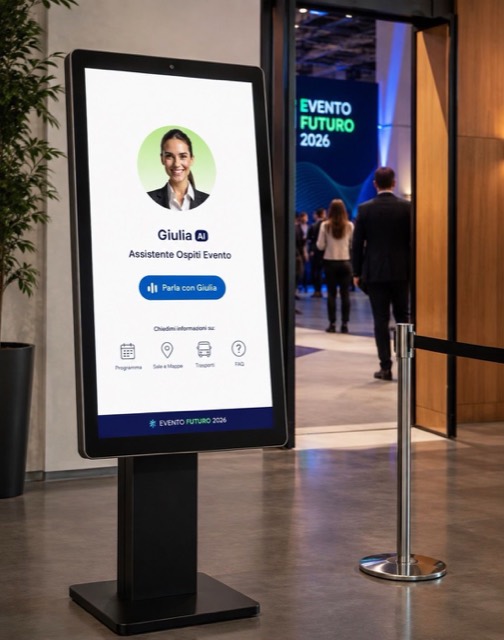 Giulia AI
Assistente Ospiti Evento
Parla con Giulia
Chiedimi informazioni su:
Programma
Sale e Mappe
Trasporti
FAQ
EVENTO FUTURO 2026
EVENTO
FUTURO
2026